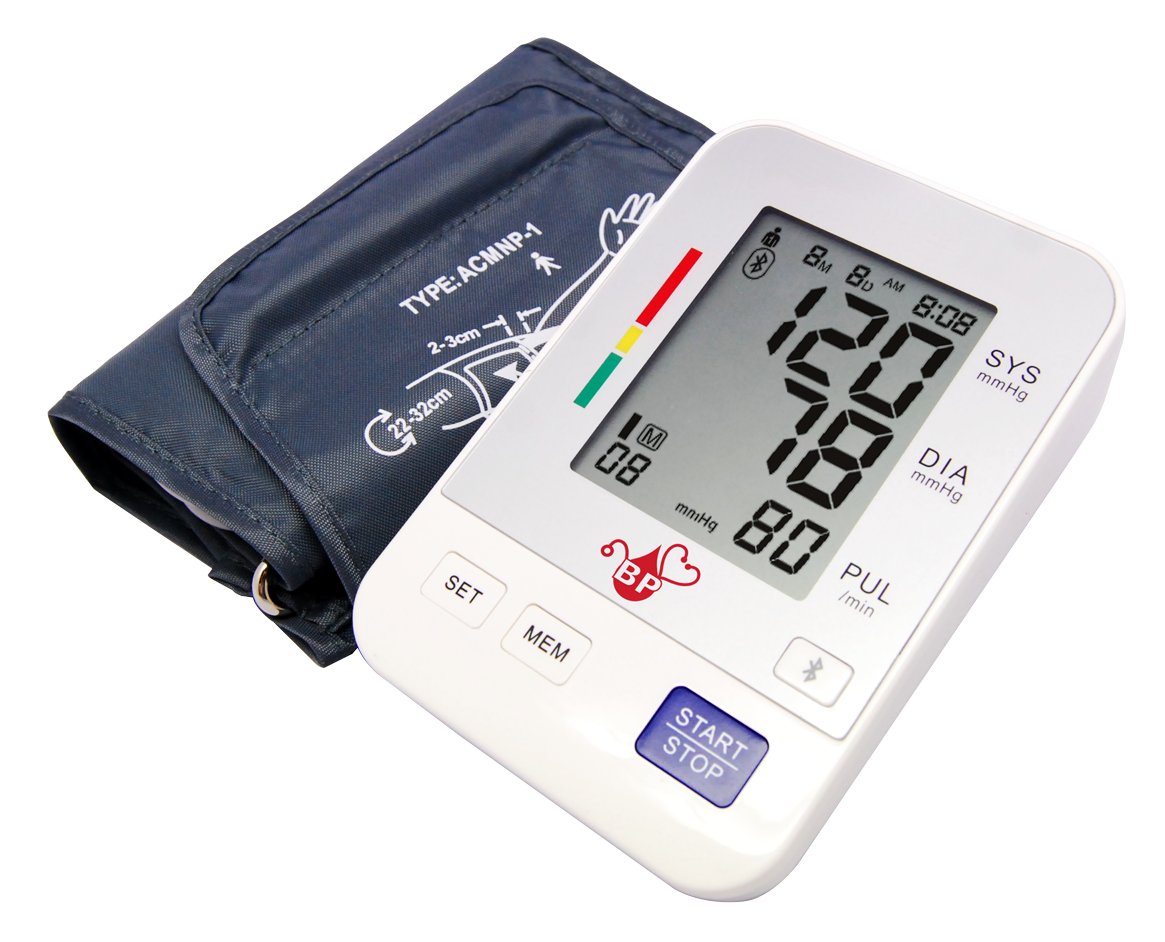 TYPE:ACMNP-1
2-3cm
22-32cm
8M 8D AM 8:08
120
SYS
mmHg
78
DIA
mmHg
M
08
mmHg
80
PUL
/min
BP
SET
MEM
START
STOP